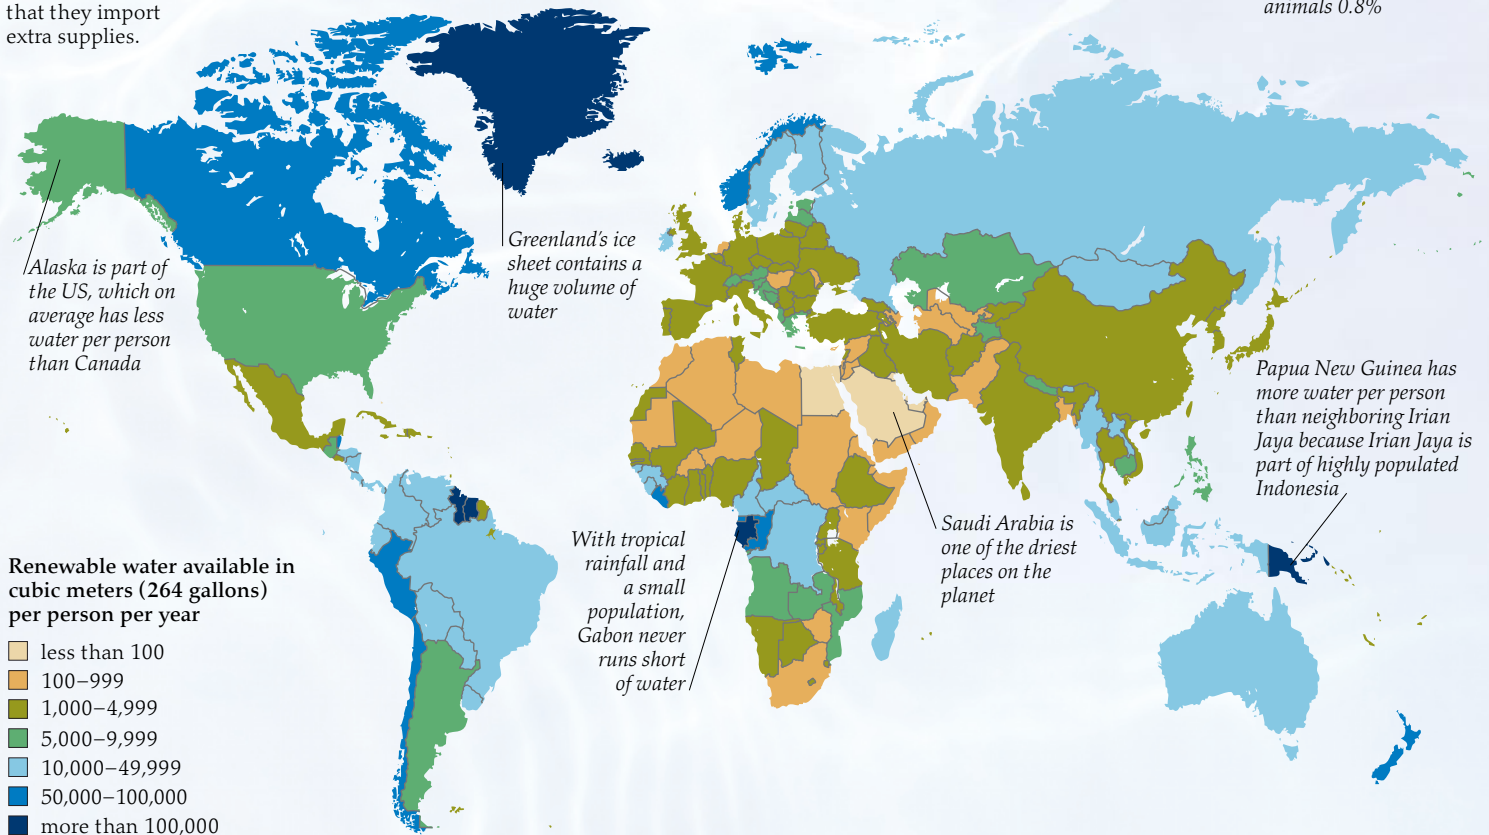 that they import
extra supplies.
animals 0.8%
Greenland’s ice
sheet contains a
huge volume of
water
Alaska is part of
the US, which on
average has less
water per person
than Canada
Papua New Guinea has
more water per person
than neighboring Irian
Jaya because Irian Jaya is
part of highly populated
Indonesia
With tropical
rainfall and
a small
population,
Gabon never
runs short
of water
Saudi Arabia is
one of the driest
places on the
planet
Renewable water available in
cubic meters (264 gallons)
per person per year
less than 100
100–999
1,000–4,999
5,000–9,999
10,000–49,999
50,000–100,000
more than 100,000